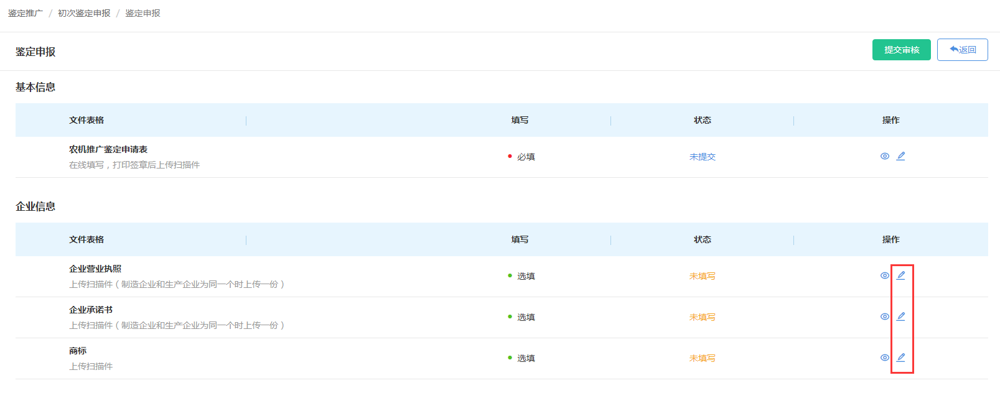 鉴定推广 / 初次鉴定申报 / 鉴定申报
鉴定申报 提交审核 返回
基本信息
文件表格 填写 状态 操作
农机推广鉴定申请表
在线填写，打印签章后上传扫描件 必填 未提交
企业信息
文件表格 填写 状态 操作
企业营业执照
上传扫描件（制造企业和生产企业为同一个时上传一份） 选填 未填写
企业承诺书
上传扫描件（制造企业和生产企业为同一个时上传一份） 选填 未填写
商标
上传扫描件 选填 未填写